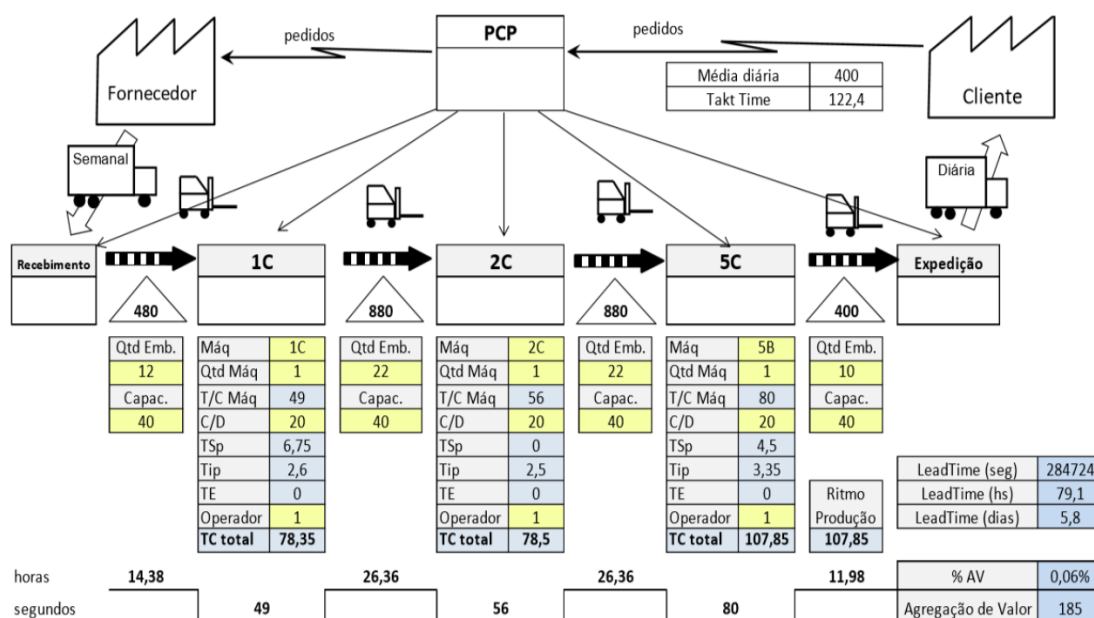 pedidos
PCP
pedidos
Média diária 400
Takt Time 122,4
Fornecedor
Cliente
Semanal
Diária
Recebimento
1C
2C
5C
Expedição
480
880
880
400
Qtd Emb.
12
Capac.
40
Máq 1C
Qtd Máq 1
T/C Máq 49
C/D 20
TSp 6,75
Tip 2,6
TE 0
Operador 1
TC total 78,35
Qtd Emb.
22
Capac.
40
Máq 2C
Qtd Máq 1
T/C Máq 56
C/D 20
TSp 0
Tip 2,5
TE 0
Operador 1
TC total 78,5
Qtd Emb.
22
Capac.
40
Máq 5B
Qtd Máq 1
T/C Máq 80
C/D 20
TSp 4,5
Tip 3,35
TE 0
Operador 1
TC total 107,85
Qtd Emb.
10
Capac.
40
Ritmo
Produção
107,85
LeadTime (seg) 284724
LeadTime (hs) 79,1
LeadTime (dias) 5,8
horas 14,38 26,36 26,36 11,98
% AV 0,06%
segundos 49 56 80
Agregação de Valor 185